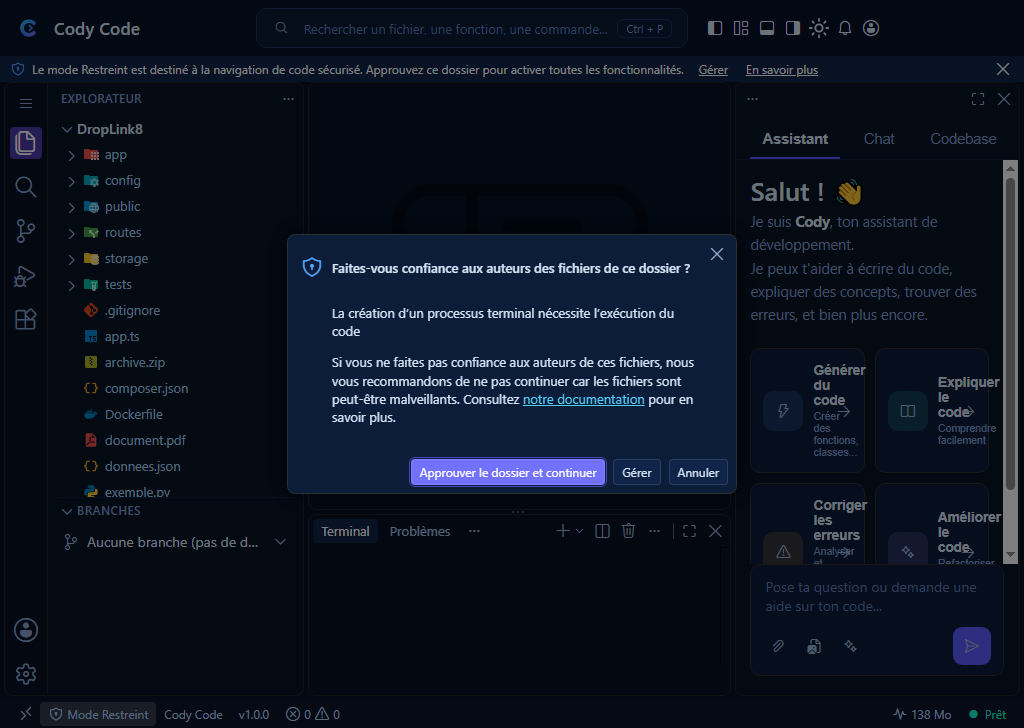 Cody Code
Rechercher un fichier, une fonction, une commande...
Ctrl + P
Le mode Restreint est destiné à la navigation de code sécurisé. Approuvez ce dossier pour activer toutes les fonctionnalités. Gérer En savoir plus
EXPLORATEUR
DropLink8
app
config
public
routes
storage
tests
.gitignore
app.ts
archive.zip
composer.json
Dockerfile
document.pdf
donnees.json
exemple.py
BRANCHES
Aucune branche (pas de d...
Faites-vous confiance aux auteurs des fichiers de ce dossier ?
La création d'un processus terminal nécessite l'exécution du
code
Si vous ne faites pas confiance aux auteurs de ces fichiers, nous
vous recommandons de ne pas continuer car les fichiers sont
peut-être malveillants. Consultez notre documentation pour en
savoir plus.
Approuver le dossier et continuer
Gérer
Annuler
Terminal
Problèmes
Assistant
Chat
Codebase
Salut ! 👋
Je suis Cody, ton assistant de
développement.
Je peux t'aider à écrire du code,
expliquer des concepts, trouver des
erreurs, et bien plus encore.
Générer
du
code
Créer
des
fonctions,
classes...
Expliquer
le
code
Comprendre
facilement
Corriger
les
erreurs
Analyser
et
Améliorer
le
code
Refactoriser
Pose ta question ou demande une
aide sur ton code...
Mode Restreint
Cody Code
v1.0.0
0
0
138 Mo
Prêt